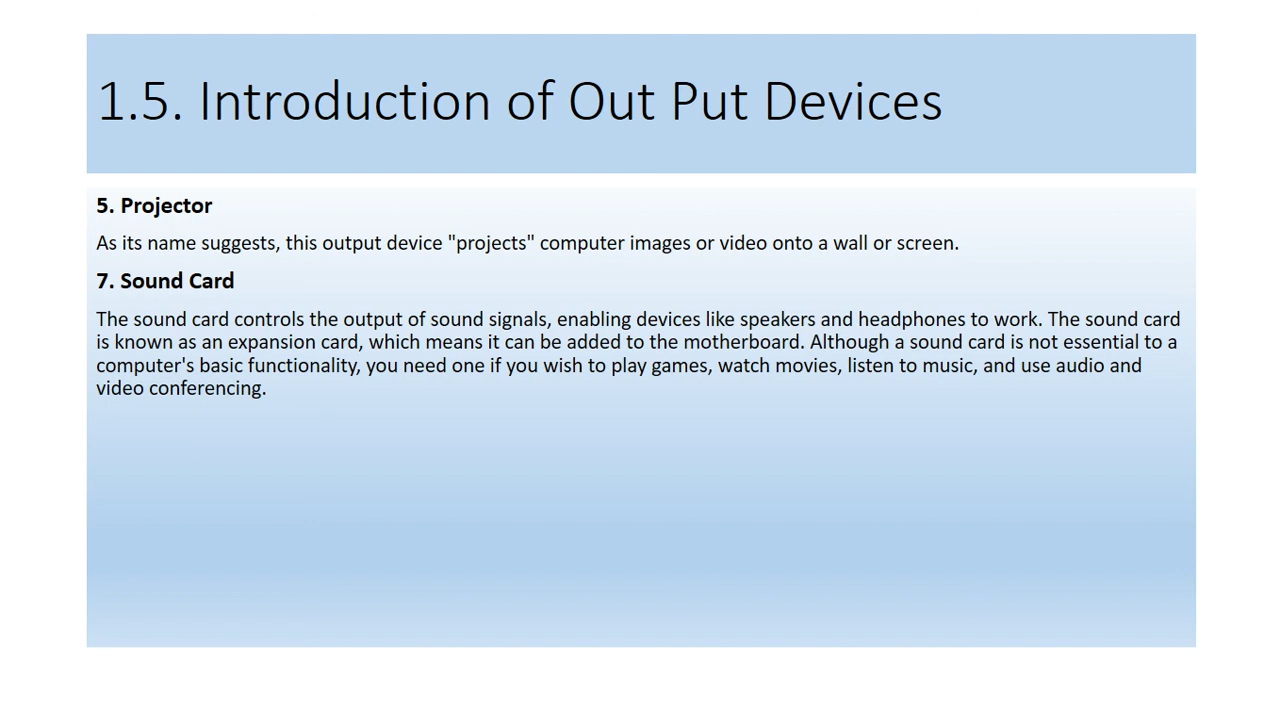 1.5. Introduction of Out Put Devices
5. Projector
As its name suggests, this output device "projects" computer images or video onto a wall or screen.
7. Sound Card
The sound card controls the output of sound signals, enabling devices like speakers and headphones to work. The sound card
is known as an expansion card, which means it can be added to the motherboard. Although a sound card is not essential to a
computer's basic functionality, you need one if you wish to play games, watch movies, listen to music, and use audio and
video conferencing.